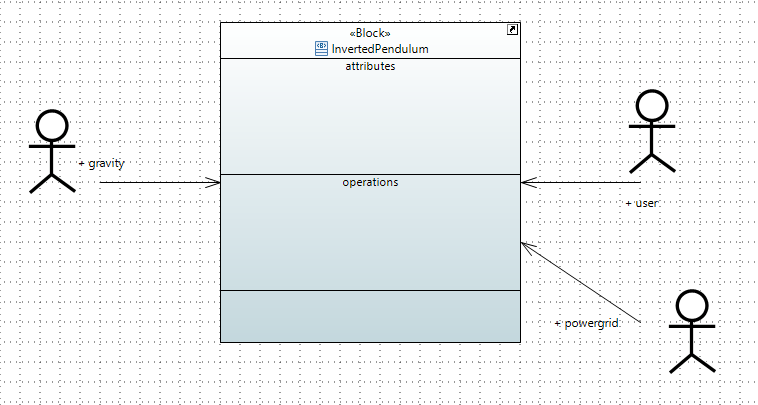 «Block»
InvertedPendulum
attributes
+ gravity
operations
+ user
+ powergrid